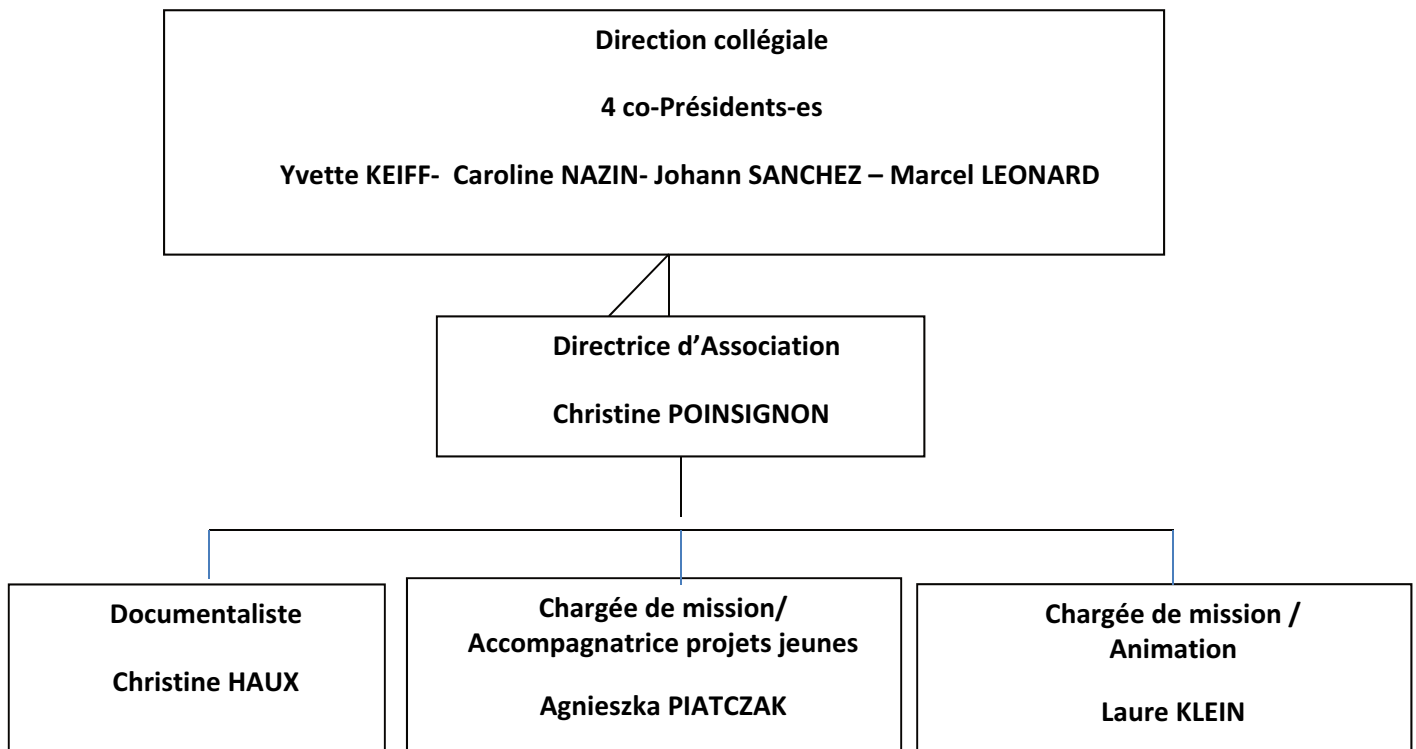 Direction collégiale
4 co-Présidents-es
Yvette KEIFF-  Caroline NAZIN- Johann SANCHEZ – Marcel LEONARD
Directrice d’Association
Christine POINSIGNON
Documentaliste
Christine HAUX
Chargée de mission/
Accompagnatrice projets jeunes
Agnieszka PIATCZAK
Chargée de mission /
Animation
Laure KLEIN